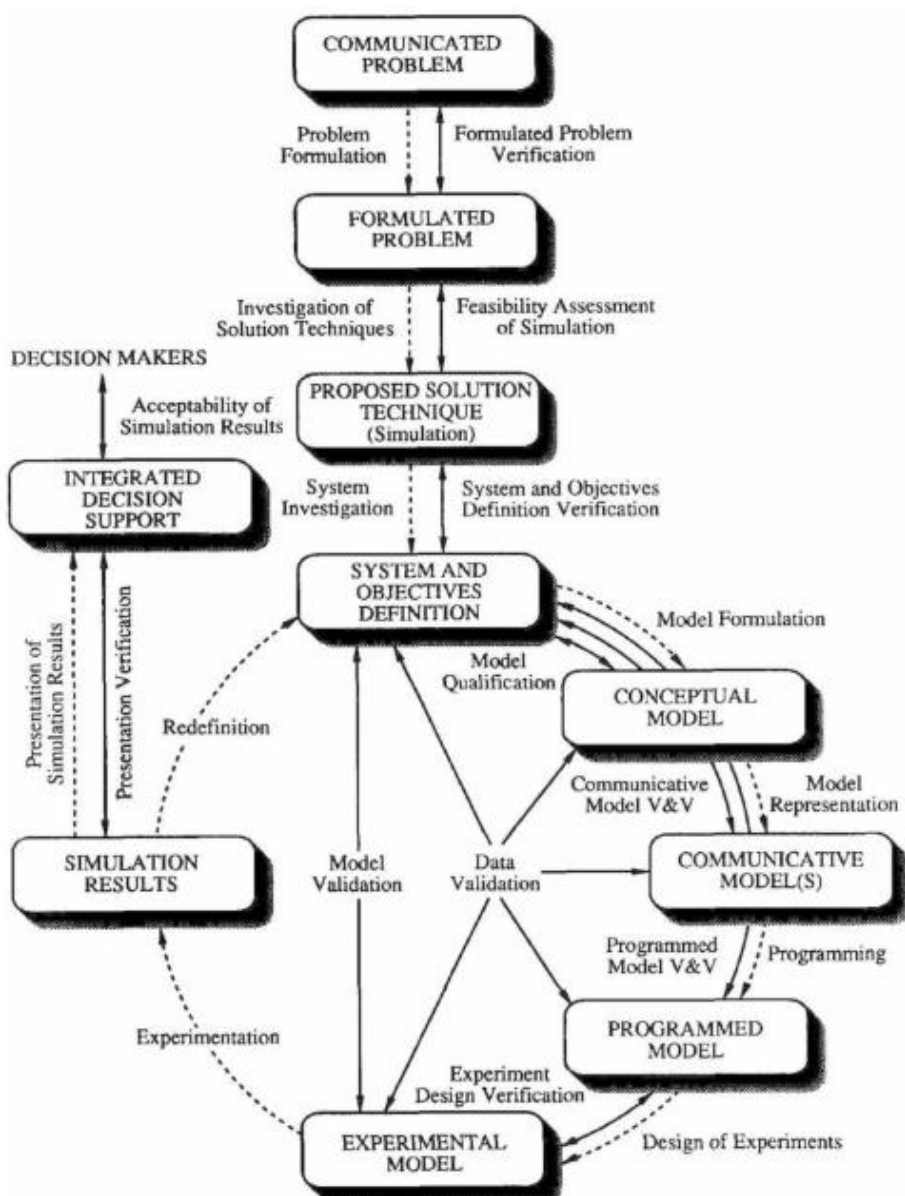 COMMUNICATED
PROBLEM
Problem
Formulation
Formulated Problem
Verification
FORMULATED
PROBLEM
Investigation of
Solution Techniques
Feasibility Assessment
of Simulation
DECISION MAKERS
Acceptability of
Simulation Results
PROPOSED SOLUTION
TECHNIQUE
(Simulation)
INTEGRATED
DECISION
SUPPORT
System
Investigation
System and Objectives
Definition Verification
SYSTEM AND
OBJECTIVES
DEFINITION
Model Formulation
Model
Qualification
Presentation of
Simulation Results
Presentation Verification
Redefinition
CONCEPTUAL
MODEL
Communicative
Model V&V
Model
Representation
SIMULATION
RESULTS
Model
Validation
Data
Validation
COMMUNICATIVE
MODEL(S)
Programmed
Model V&V
Programming
Experimentation
PROGRAMMED
MODEL
Experiment
Design Verification
EXPERIMENTAL
MODEL
Design of Experiments